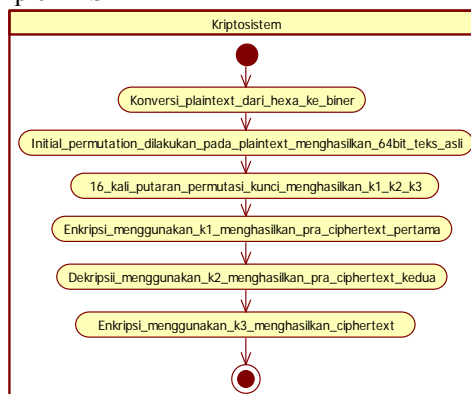 Kriptosistem
Konversi_plaintext_dari_hexa_ke_biner
Initial_permutation_dilakukan_pada_plaintext_menghasilkan_64bit_teks_asli
16_kali_putaran_permutasi_kunci_menghasilkan_k1_k2_k3
Enkripsi_menggunakan_k1_menghasilkan_pra_ciphertext_pertama
Dekripsii_menggunakan_k2_menghasilkan_pra_ciphertext_kedua
Enkripsi_menggunakan_k3_menghasilkan_ciphertext